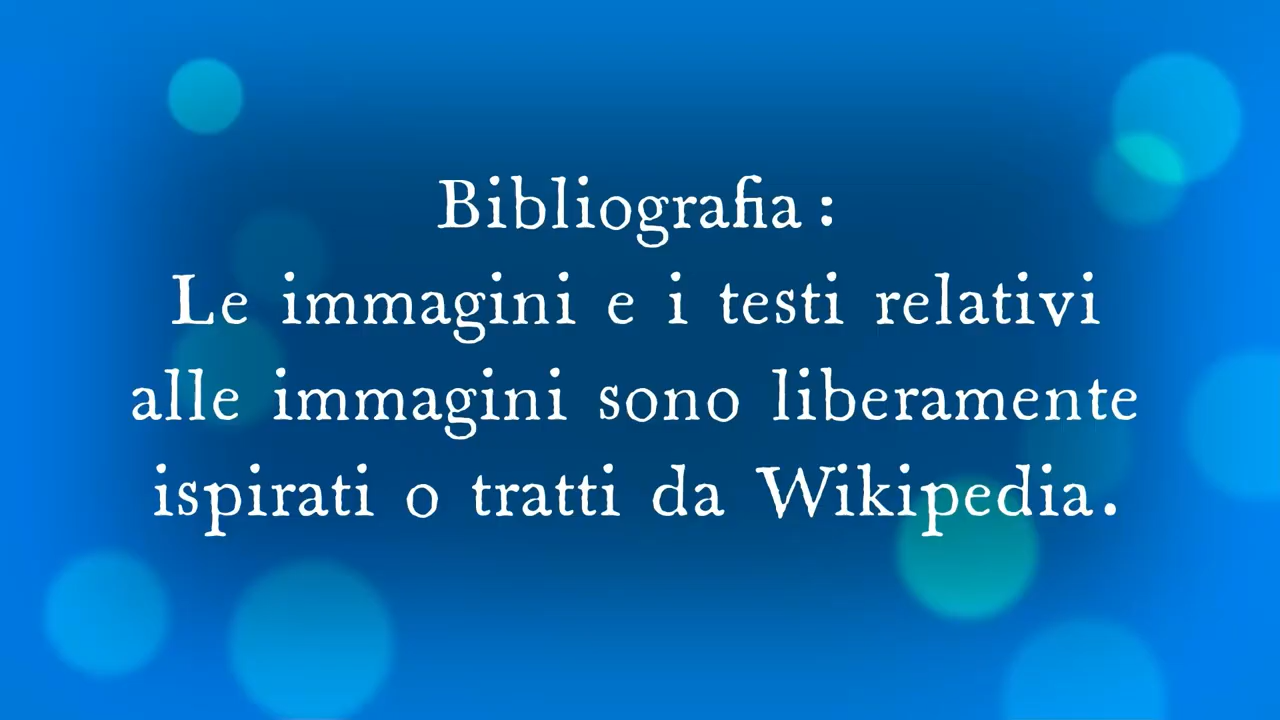 Bibliografia :
Le immagini e i testi relativi
alle immagini sono liberamente
ispirati o tratti da Wikipedia.